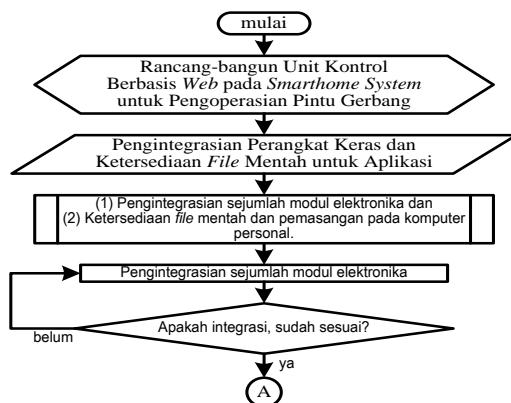 mulai
Rancang-bangun Unit Kontrol
Berbasis Web pada Smarthome System
untuk Pengoperasian Pintu Gerbang
Pengintegrasian Perangkat Keras dan
Ketersediaan File Mentah untuk Aplikasi
(1) Pengintegrasian sejumlah modul elektronika dan
(2) Ketersediaan file mentah dan pemasangan pada komputer
personal.
Pengintegrasian sejumlah modul elektronika
Apakah integrasi, sudah sesuai?
belum
ya
A